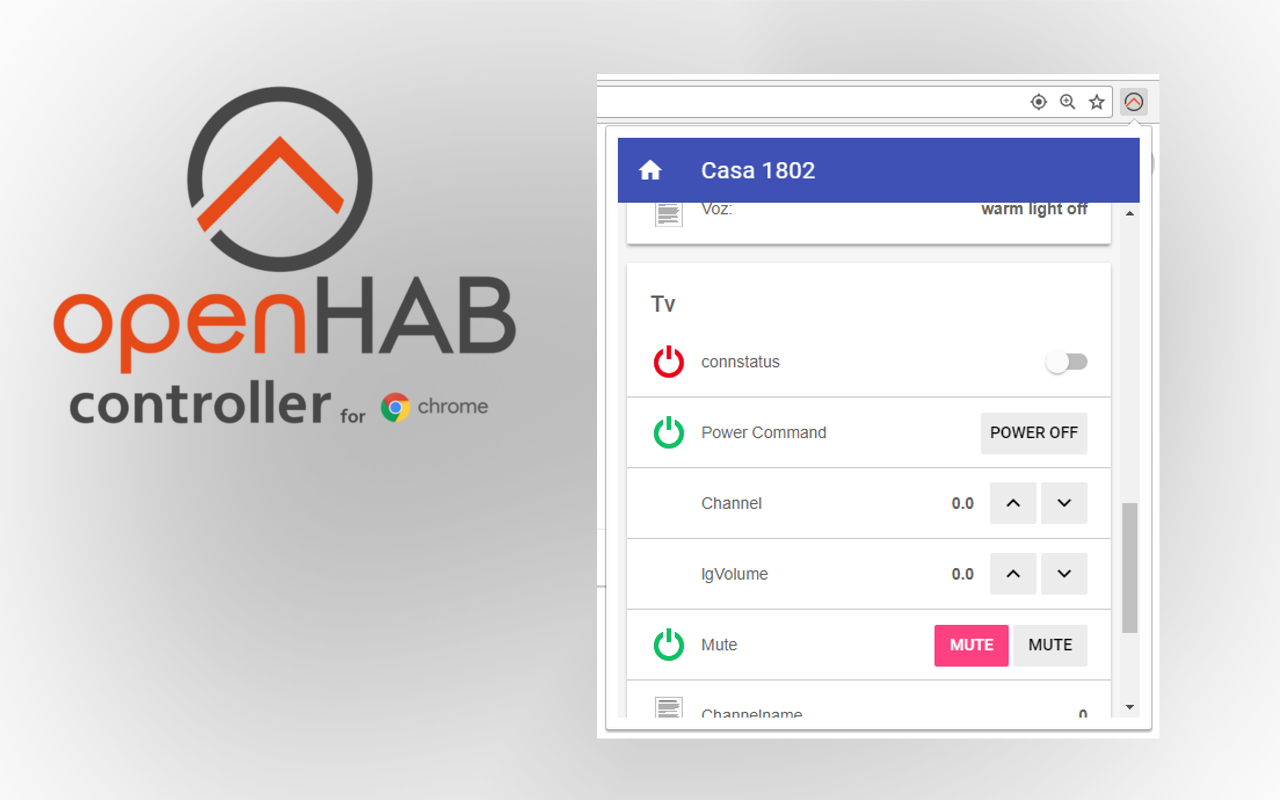 openHAB
controller for chrome
Casa 1802
Voz: warm light off
Tv
connstatus
Power Command POWER OFF
Channel 0.0
lgVolume 0.0
Mute MUTE MUTE
Channelname 0